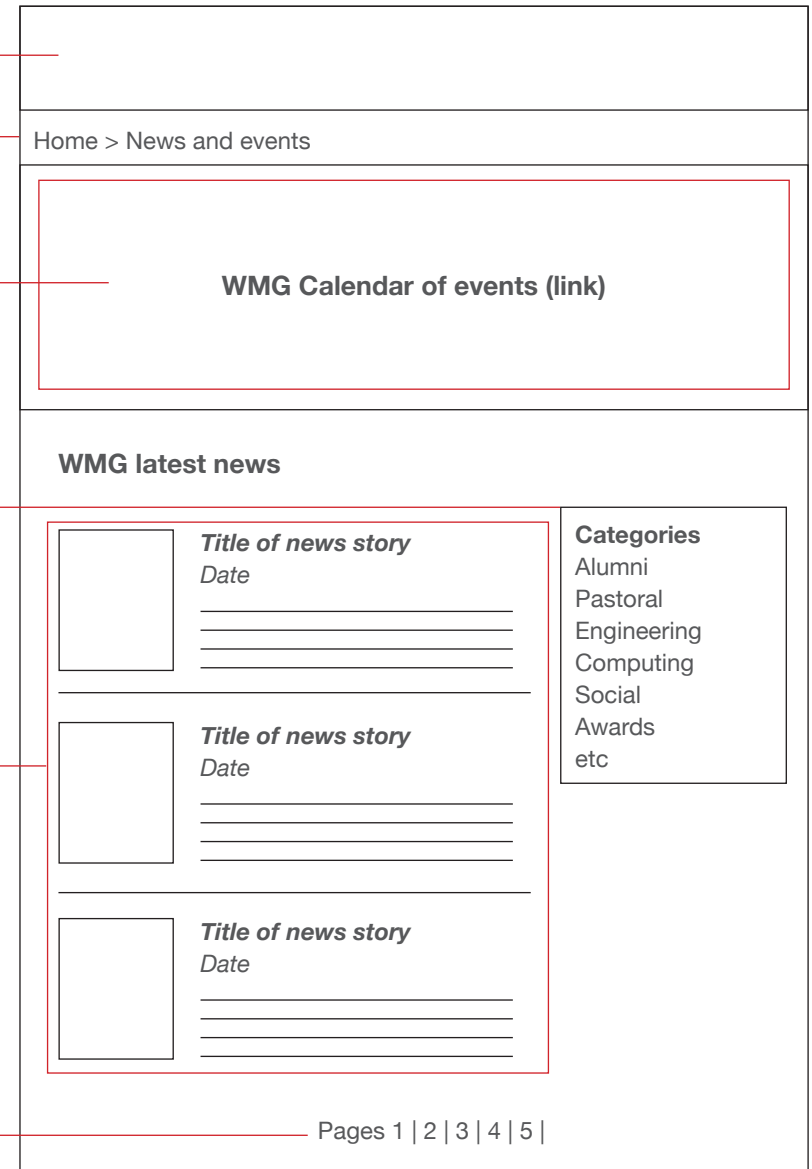 Home > News and events
WMG Calendar of events (link)
WMG latest news
Title of news story
Date
Title of news story
Date
Title of news story
Date
Categories
Alumni
Pastoral
Engineering
Computing
Social
Awards
etc
Pages 1 | 2 | 3 | 4 | 5 |